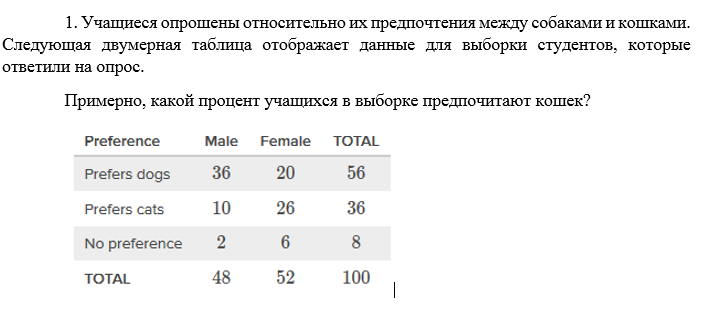 1. Учащиеся опрошены относительно их предпочтения между собаками и кошками.
Следующая двумерная таблица отображает данные для выборки студентов, которые
ответили на опрос.
Примерно, какой процент учащихся в выборке предпочитают кошек?
Preference Male Female TOTAL
Prefers dogs 36 20 56
Prefers cats 10 26 36
No preference 2 6 8
TOTAL 48 52 100